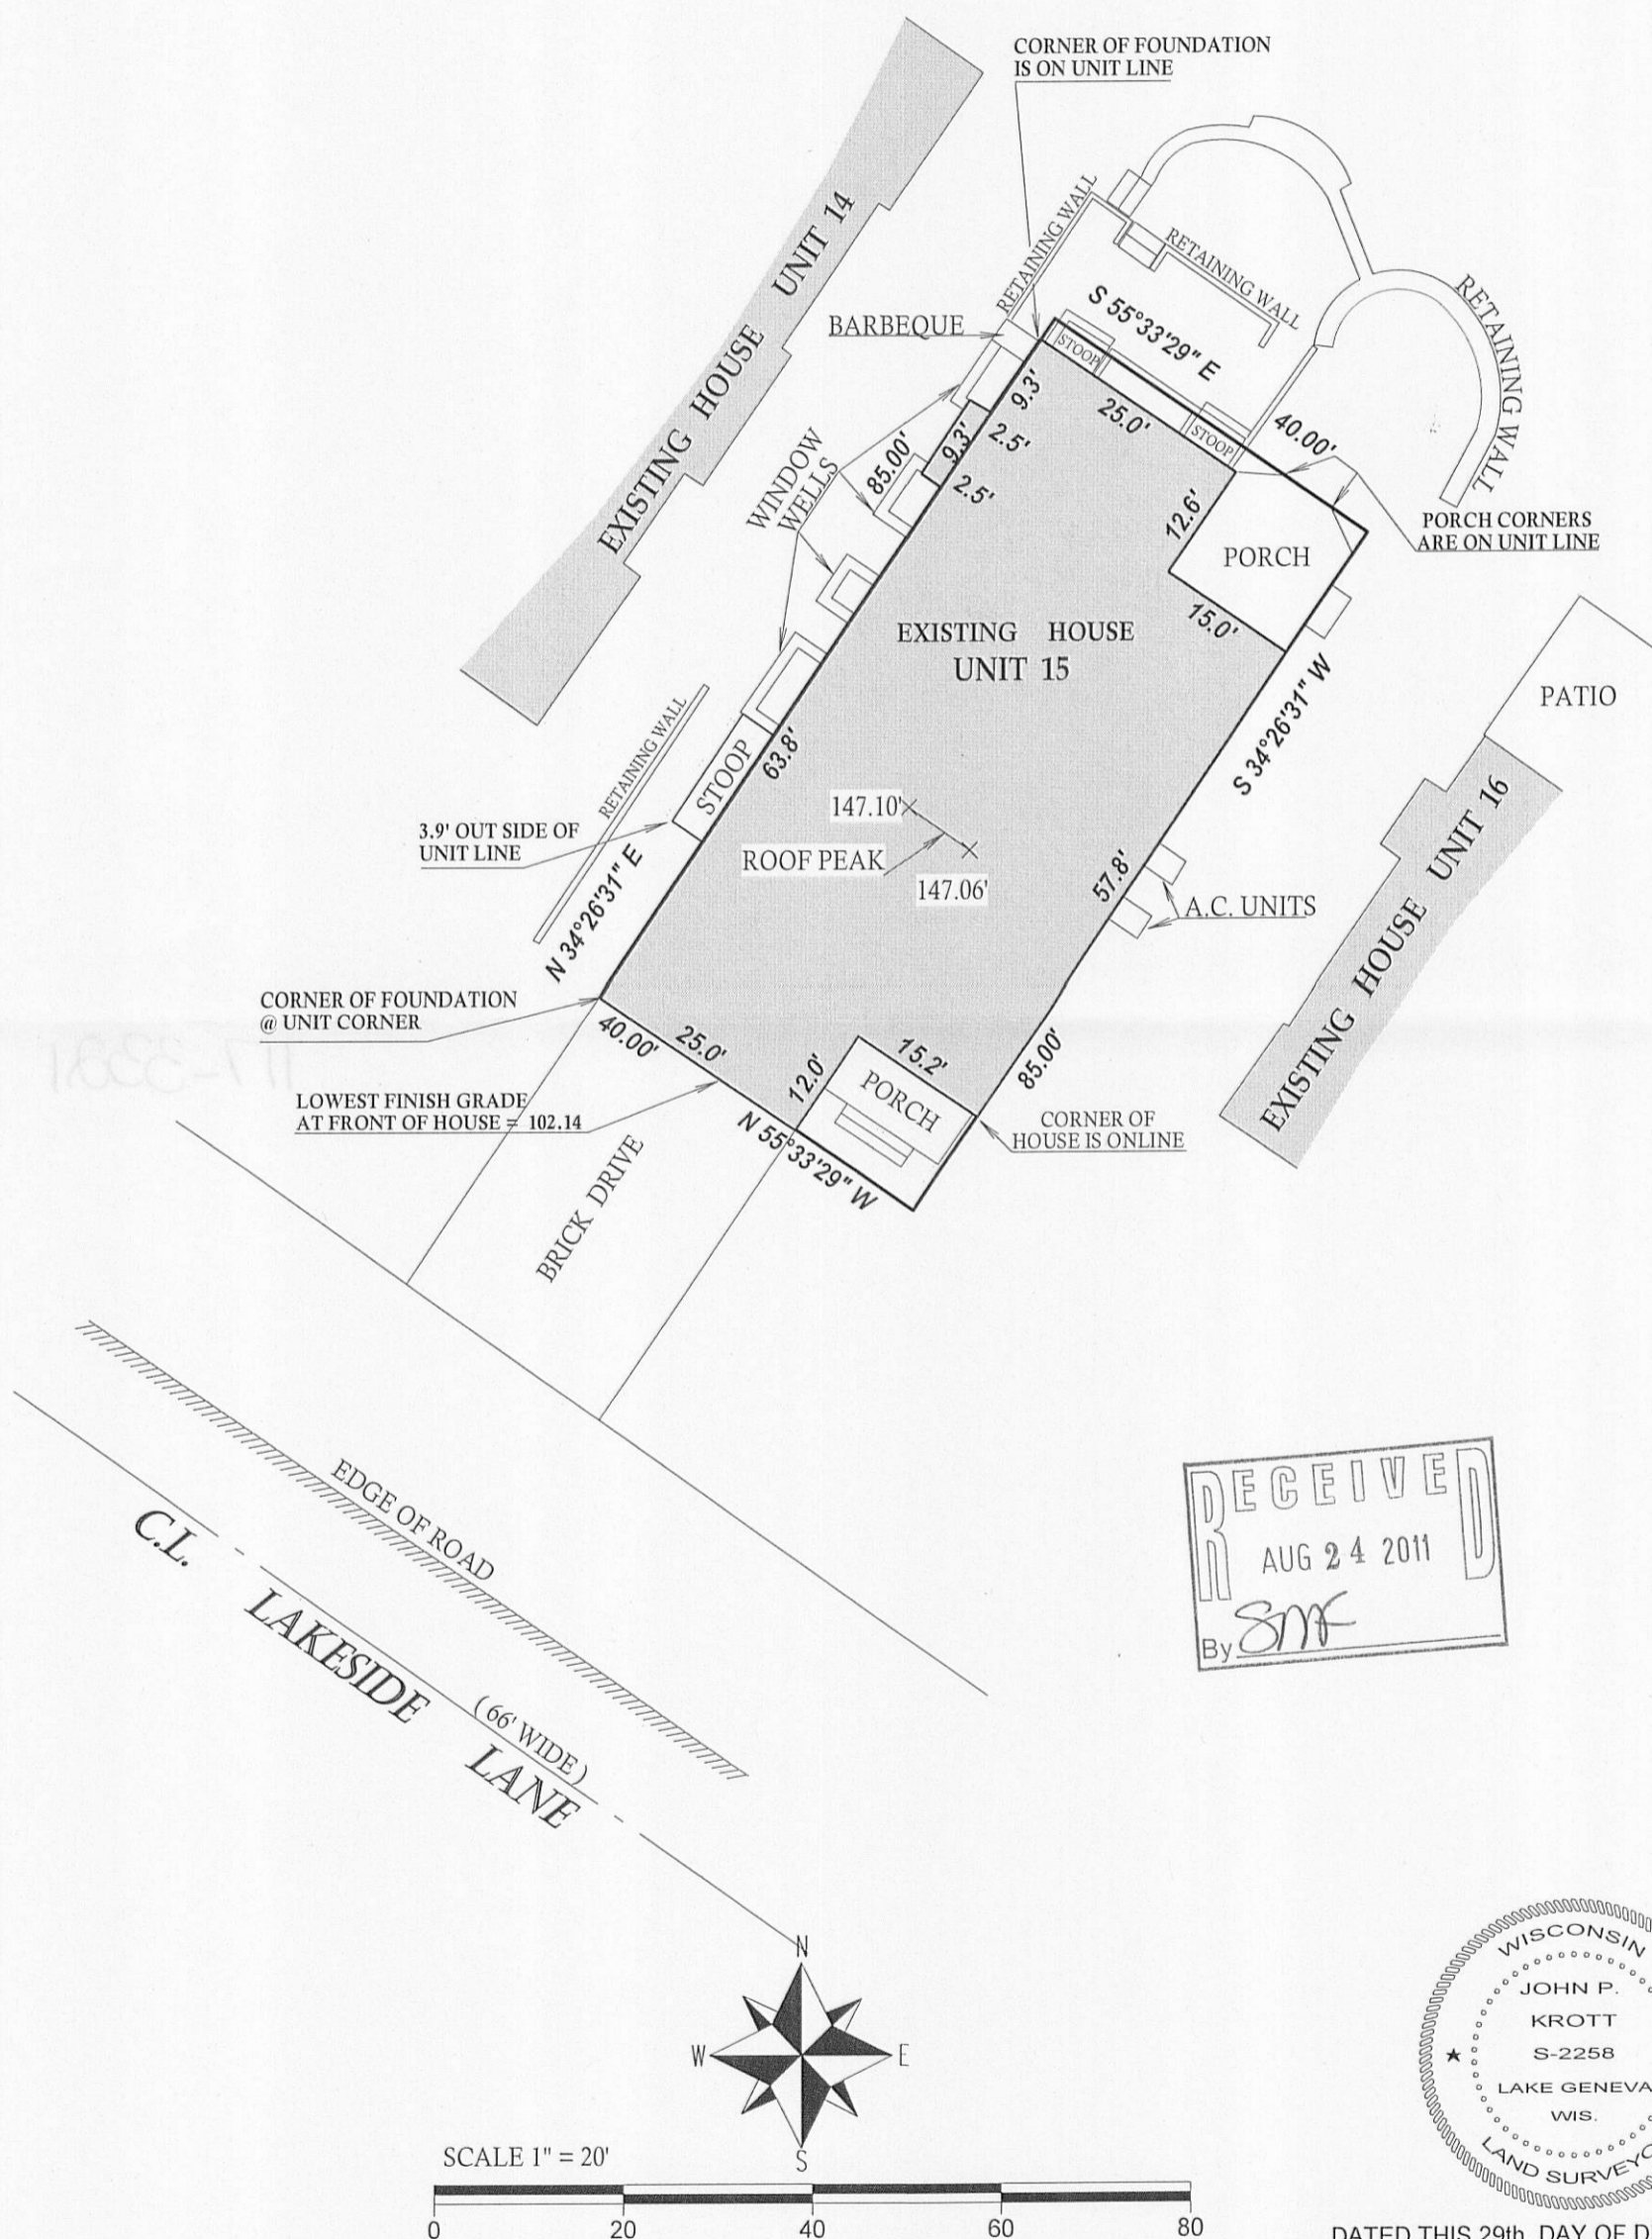 CORNER OF FOUNDATION
IS ON UNIT LINE
EXISTING HOUSE UNIT 14
RETAINING WALL
RETAINING WALL
RETAINING WALL
BARBEQUE
S 55°33'29" E
STOOP
STOOP
9.3'
25.0'
40.00'
9.3'
2.5'
2.5'
85.00'
WINDOW
WELLS
12.6'
PORCH
15.0'
PORCH CORNERS
ARE ON UNIT LINE
EXISTING HOUSE
UNIT 15
S 34°26'31" W
PATIO
RETAINING WALL
STOOP
63.8'
147.10'
ROOF PEAK
147.06'
3.9' OUT SIDE OF
UNIT LINE
N 34°26'31" E
57.8'
A.C. UNITS
EXISTING HOUSE UNIT 16
CORNER OF FOUNDATION
@ UNIT CORNER
40.00'
25.0'
12.0'
15.2'
PORCH
85.00'
LOWEST FINISH GRADE
AT FRONT OF HOUSE = 102.14
N 55°33'29" W
CORNER OF
HOUSE IS ONLINE
BRICK DRIVE
EDGE OF ROAD
C.L. LAKESIDE LANE
( 66' WIDE )
RECEIVED
AUG 24 2011
By SMF
N
W E
S
SCALE 1" = 20'
0 20 40 60 80
WISCONSIN
JOHN P.
KROTT
S-2258
LAKE GENEVA
WIS.
LAND SURVEYO
DATED THIS 29th. DAY OF D